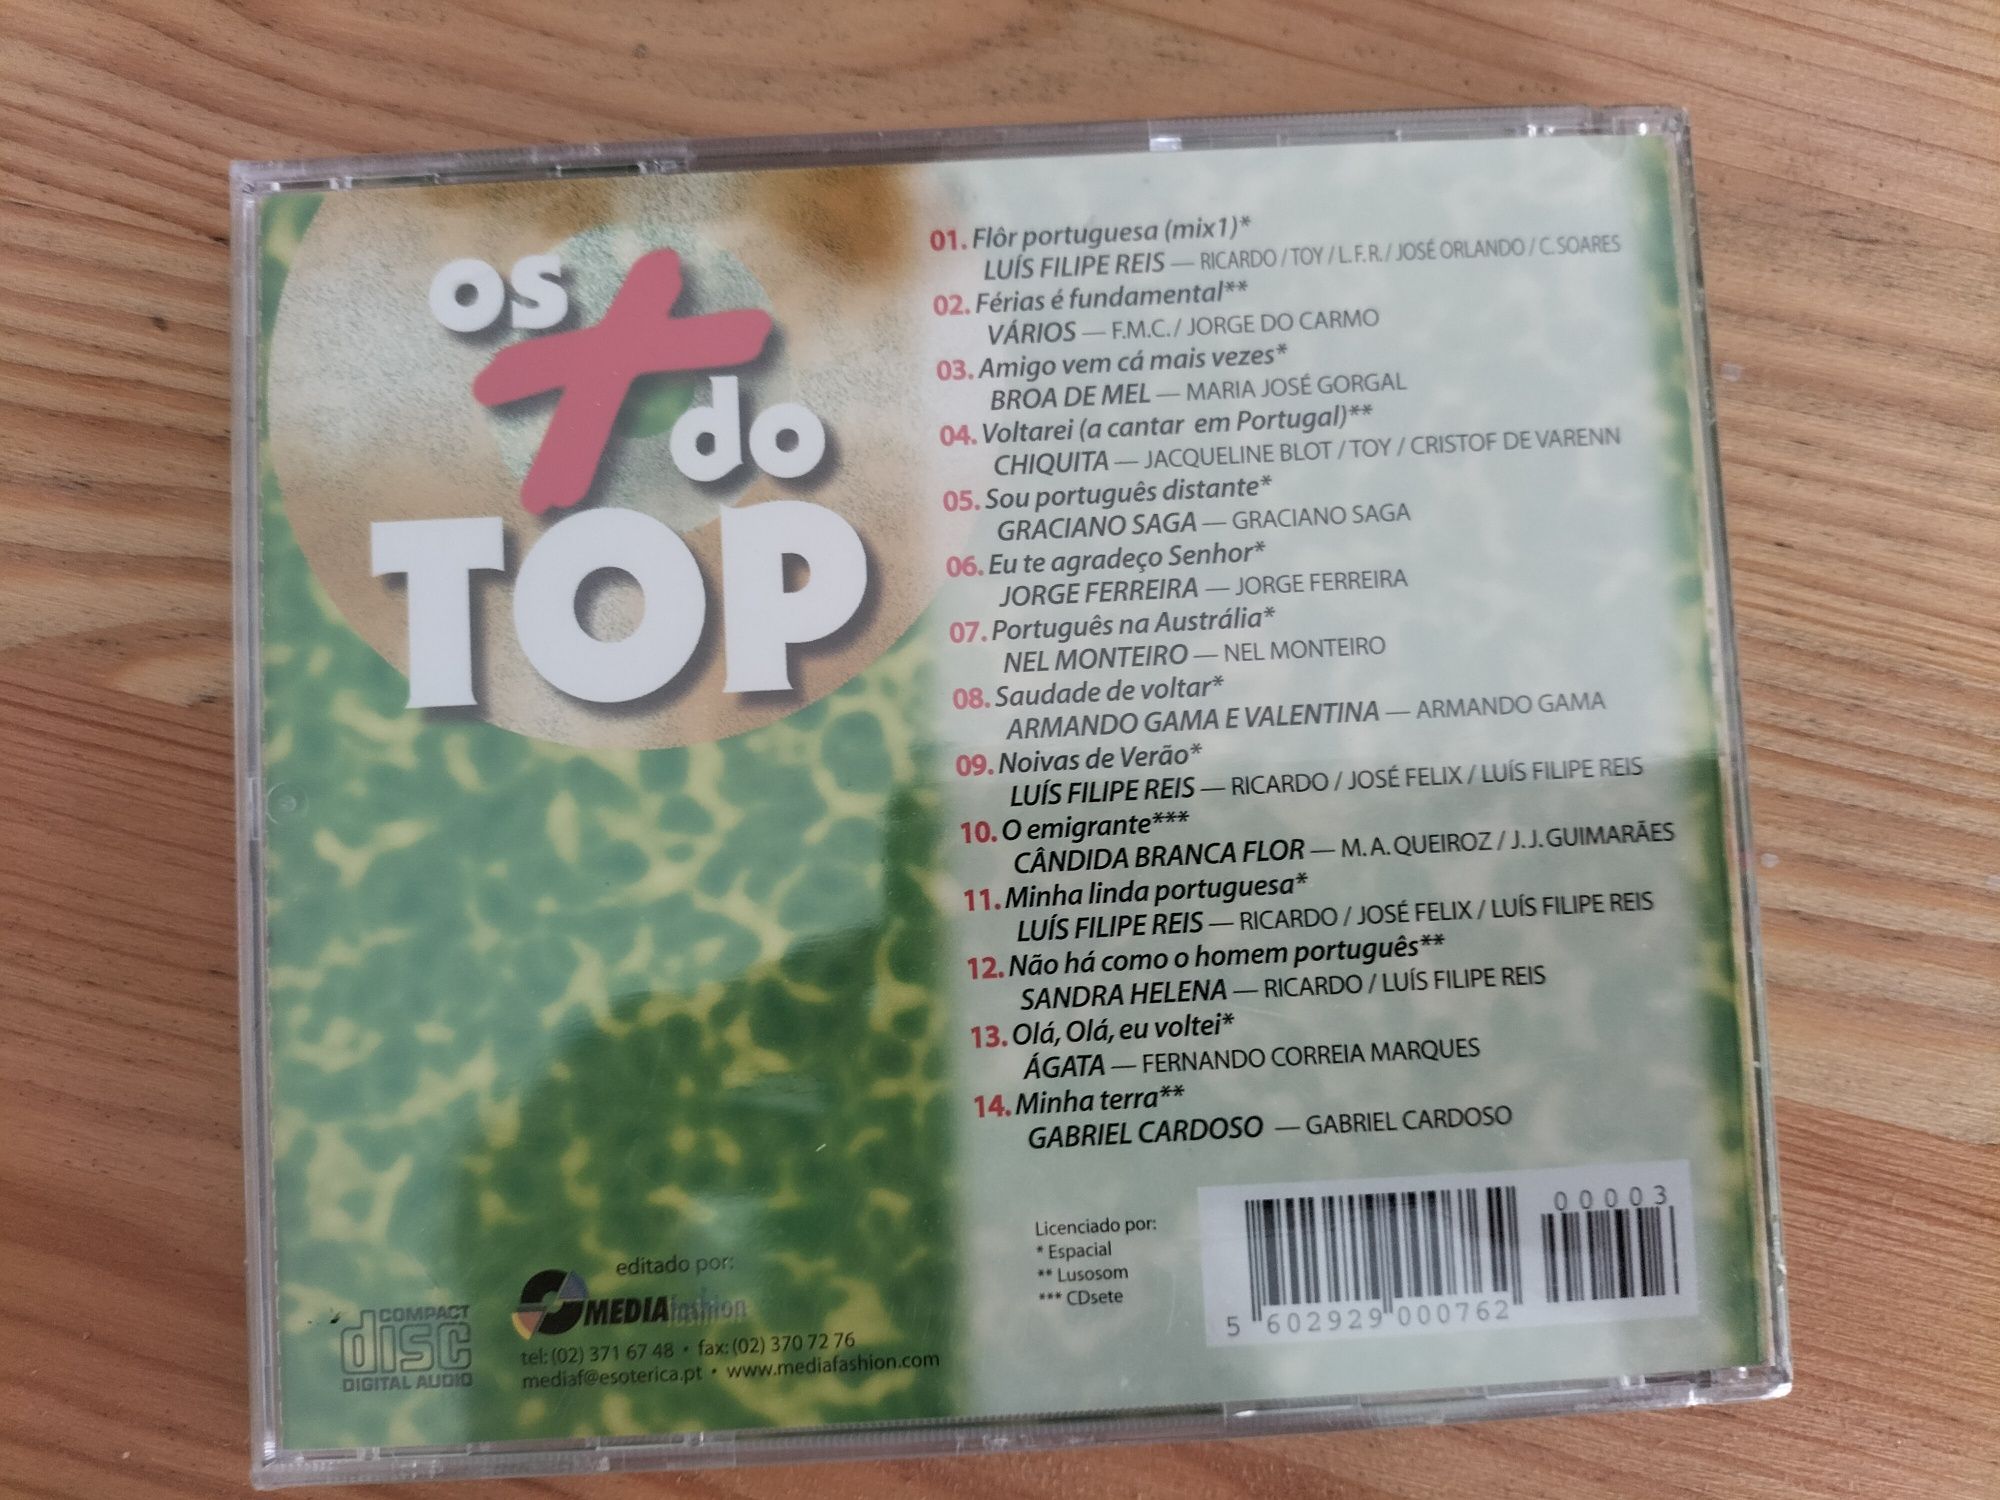 os + do
TOP
01. Flôr portuguesa (mix1)*
LUÍS FILIPE REIS — RICARDO / TOY / L.F.R. / JOSÉ ORLANDO / C.SOARES
02. Férias é fundamental**
VÁRIOS — F.M.C. / JORGE DO CARMO
03. Amigo vem cá mais vezes*
BROA DE MEL — MARIA JOSÉ GORGAL
04. Voltarei (a cantar em Portugal)**
CHIQUITA — JACQUELINE BLOT / TOY / CRISTOF DE VARENN
05. Sou português distante*
GRACIANO SAGA — GRACIANO SAGA
06. Eu te agradeço Senhor*
JORGE FERREIRA — JORGE FERREIRA
07. Português na Austrália*
NEL MONTEIRO — NEL MONTEIRO
08. Saudade de voltar*
ARMANDO GAMA E VALENTINA — ARMANDO GAMA
09. Noivas de Verão*
LUÍS FILIPE REIS — RICARDO / JOSÉ FELIX / LUÍS FILIPE REIS
10. O emigrante***
CÂNDIDA BRANCA FLOR — M.A.QUEIROZ / J.J.GUIMARÃES
11. Minha linda portuguesa*
LUÍS FILIPE REIS — RICARDO / JOSÉ FELIX / LUÍS FILIPE REIS
12. Não há como o homem português**
SANDRA HELENA — RICARDO / LUÍS FILIPE REIS
13. Olá, Olá, eu voltei*
ÁGATA — FERNANDO CORREIA MARQUES
14. Minha terra**
GABRIEL CARDOSO — GABRIEL CARDOSO
Licenciado por:
* Espacial
** Lusosom
*** CDsete
00003
5 602929 000762
COMPACT
disc
DIGITAL AUDIO
editado por:
MEDIAfashion
tel: (02) 371 67 48 • fax: (02) 370 72 76
mediaf@esoterica.pt • www.mediafashion.com